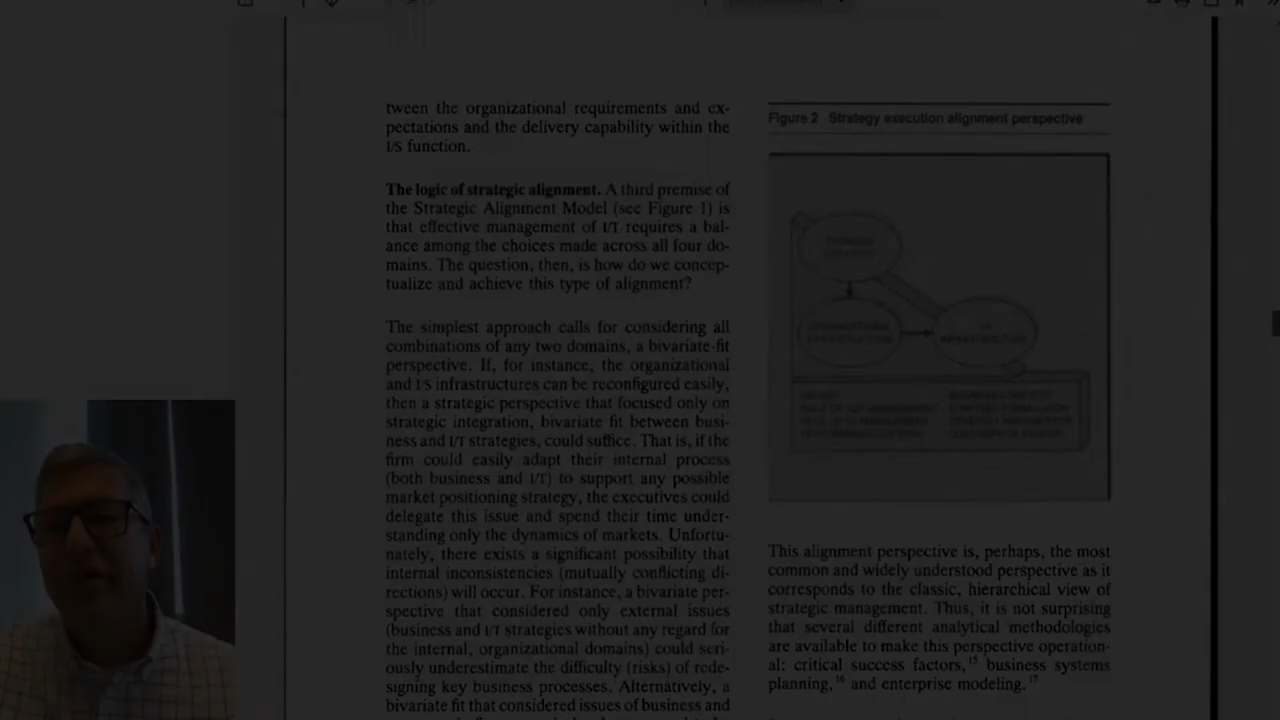 tween the organizational requirements and ex-
pectations and the delivery capability within the
I/S function.
The logic of strategic alignment. A third premise of
the Strategic Alignment Model (see Figure 1) is
that effective management of I/T requires a bal-
ance among the choices made across all four do-
mains. The question, then, is how do we concep-
tualize and achieve this type of alignment?
The simplest approach calls for considering all
combinations of any two domains, a bivariate-fit
perspective. If, for instance, the organizational
and I/S infrastructures can be reconfigured easily,
then a strategic perspective that focused only on
strategic integration, bivariate fit between busi-
ness and I/T strategies, could suffice. That is, if the
firm could easily adapt their internal process
(both business and I/T) to support any possible
market positioning strategy, the executives could
delegate this issue and spend their time under-
standing only the dynamics of markets. Unfortu-
nately, there exists a significant possibility that
internal inconsistencies (mutually conflicting di-
rections) will occur. For instance, a bivariate per-
spective that considered only external issues
(business and I/T strategies without any regard for
the internal, organizational domains) could seri-
ously underestimate the difficulty (risks) of rede-
signing key business processes. Alternatively, a
bivariate fit that considered issues of business and
Figure 2 Strategy execution alignment perspective
BUSINESS
STRATEGY
ORGANIZATIONAL
INFRASTRUCTURE
I/S
INFRASTRUCTURE
This alignment perspective is, perhaps, the most
common and widely understood perspective as it
corresponds to the classic, hierarchical view of
strategic management. Thus, it is not surprising
that several different analytical methodologies
are available to make this perspective operation-
al: critical success factors,15 business systems
planning,16 and enterprise modeling.17